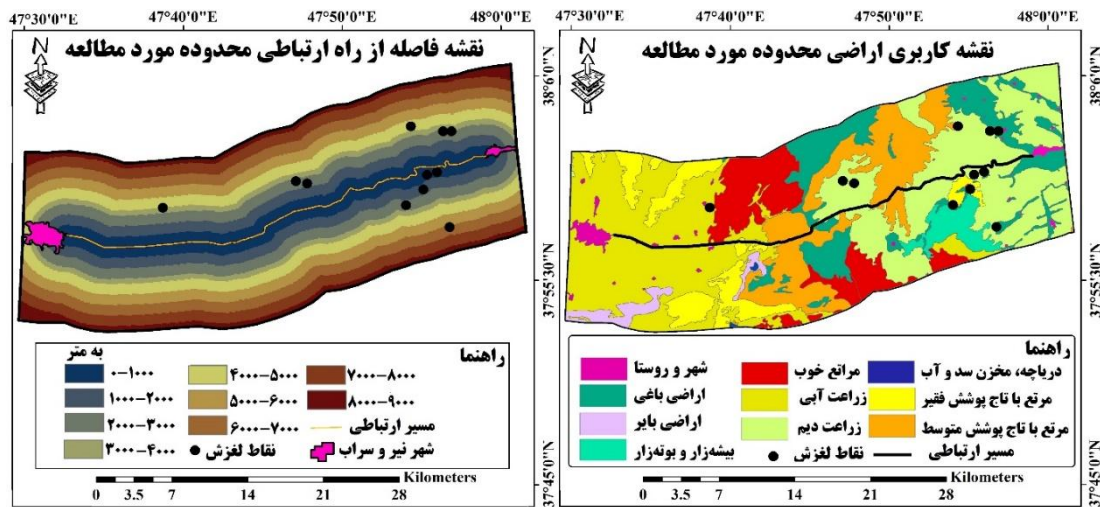 47°30'0"E 47°40'0"E 47°50'0"E 48°0'0"E
نقشه فاصله از راه ارتباطی محدوده مورد مطالعه
N
38°6'0"N
37°55'30"N
37°45'0"N
راهنما
به متر
۰-۱۰۰۰
۱۰۰۰-۲۰۰۰
۲۰۰۰-۳۰۰۰
۳۰۰۰-۴۰۰۰
۴۰۰۰-۵۰۰۰
۵۰۰۰-۶۰۰۰
۶۰۰۰-۷۰۰۰
نقاط لغزش
۷۰۰۰-۸۰۰۰
۸۰۰۰-۹۰۰۰
مسیر ارتباطی
شهر نیر و سراب
Kilometers
0 3.5 7 14 21 28
47°30'0"E 47°40'0"E 47°50'0"E 48°0'0"E
نقشه کاربری اراضی محدوده مورد مطالعه
N
38°6'0"N
37°55'30"N
37°45'0"N
راهنما
شهر و روستا
اراضی باغی
اراضی بایر
بیشه‌زار و بوته‌زار
مراتع خوب
زراعت آبی
زراعت دیم
نقاط لغزش
دریاچه، مخزن سد و آب
مرتع با تاج پوشش فقیر
مرتع با تاج پوشش متوسط
مسیر ارتباطی
Kilometers
0 3.5 7 14 21 28